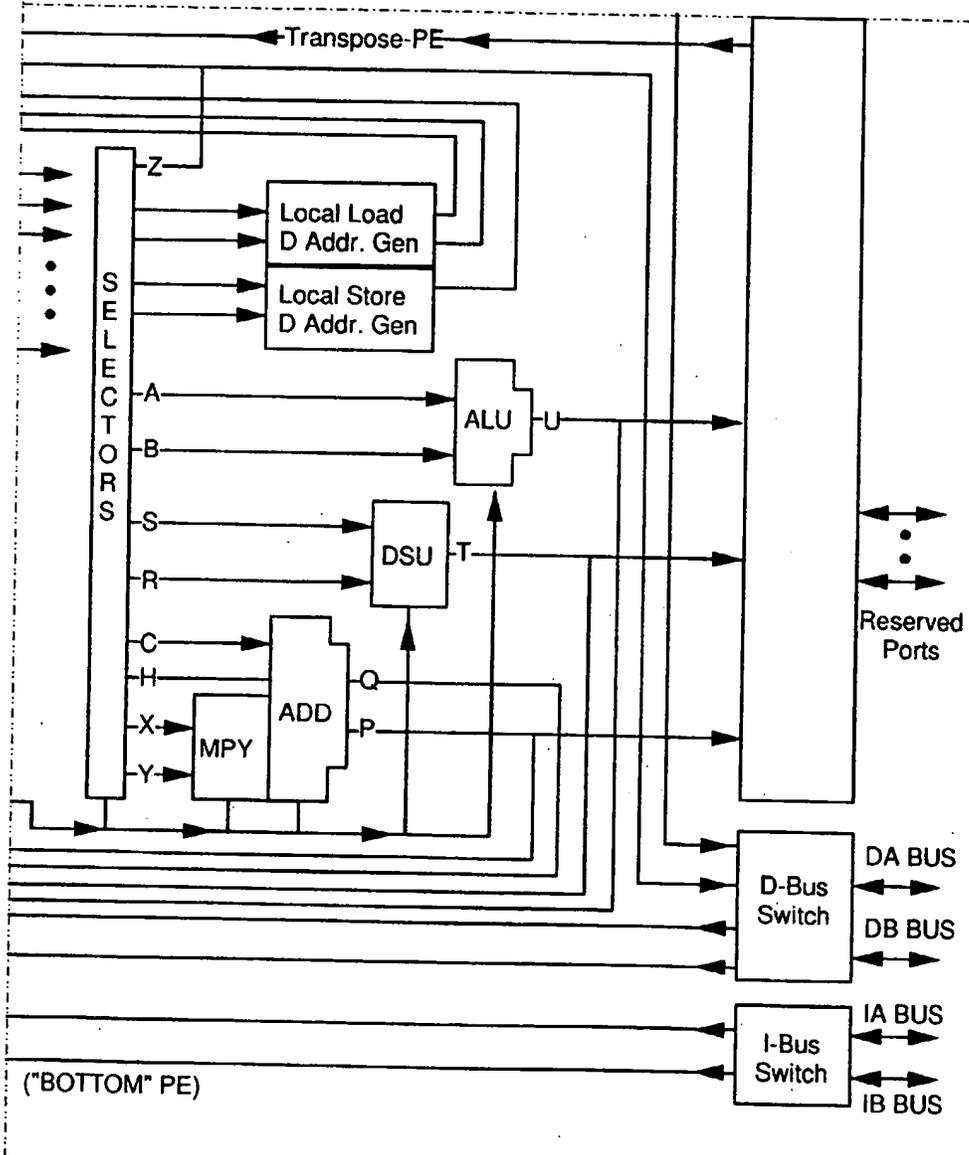 Transpose-PE
Z
Local Load
D Addr. Gen
Local Store
D Addr. Gen
SELECTORS
A
B
ALU
U
S
R
DSU
T
Reserved
Ports
C
H
X
Y
MPY
ADD
Q
P
D-Bus
Switch
DA BUS
DB BUS
I-Bus
Switch
IA BUS
IB BUS
("BOTTOM" PE)